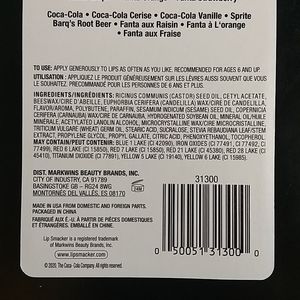 Coca-Cola • Coca-Cola Cerise • Coca-Cola Vanille • Sprite
Barq's Root Beer • Fanta aux Raisin • Fanta à L'orange
• Fanta aux Fraise
TO USE: APPLY GENEROUSLY TO LIPS AS OFTEN AS YOU LIKE. RECOMMENDED FOR AGES 6 AND UP.
UTILISATION : APPLIQUEZ LE PRODUIT GÉNÉREUSEMENT SUR LES LÈVRES AUSSI SOUVENT QUE VOUS LE
DÉSIREZ. RECOMMANDÉ POUR LES PERSONNES DE 6 ANS ET PLUS.
INGREDIENTS/INGRÉDIENTS: RICINUS COMMUNIS (CASTOR) SEED OIL, CETYL ACETATE,
BEESWAX/CIRE D'ABEILLE, EUPHORBIA CERIFERA (CANDELILLA) WAX/CIRE DE CANDELILLA,
FLAVOR/AROMA, POLYBUTENE, PARAFFIN, SESAMUM INDICUM (SESAME) SEED OIL, COPERNICIA
CERIFERA (CARNAUBA) WAX/CIRE DE CARNAUBA, HYDROGENATED SOYBEAN OIL, MINERAL OIL/HUILE
MINÉRALE, ACETYLATED LANOLIN ALCOHOL, MICROCRYSTALLINE WAX/CIRE MICROCRISTALLINE,
TRITICUM VULGARE (WHEAT) GERM OIL, STEARIC ACID, SUCRALOSE, STEVIA REBAUDIANA LEAF/STEM
EXTRACT, OLEIC ACID, PALMITIC ACID, GLYCERIN, TOCOPHERYL ACETATE, TOCOPHEROL.
MAY CONTAIN/PEUT CONTENIR: BLUE 1 LAKE (CI 42090), IRON OXIDES (CI 77491, CI 77492, CI
77499), RED 6 LAKE (CI 15850), RED 7 LAKE (CI 15850), RED 21 LAKE (CI 45380), RED 28 LAKE (CI
45410), TITANIUM DIOXIDE (CI 77891), YELLOW 5 LAKE (CI 19140), YELLOW 6 LAKE (CI 15985).
DIST. MARKWINS BEAUTY BRANDS, INC.
CITY OF INDUSTRY, CA 91789
BASINGSTOKE GB – RG24 8WG
MONTORNÈS DEL VALLÈS, ES 08170
24M
MADE IN USA FROM DOMESTIC AND FOREIGN PARTS.
PACKAGED IN CHINA
FABRIQUÉ AUX É.-U. À PARTIR DE PIÈCES DOMESTIQUES
ET ÉTRANGÈRES. EMBALLÉ EN CHINE
Lip Smacker is a registered trademark
of Markwins Beauty Brands, Inc.
www.lipsmacker.com
© 2020. The Coca-Cola Company. All rights reserved.
31300
0 50051 31300 0